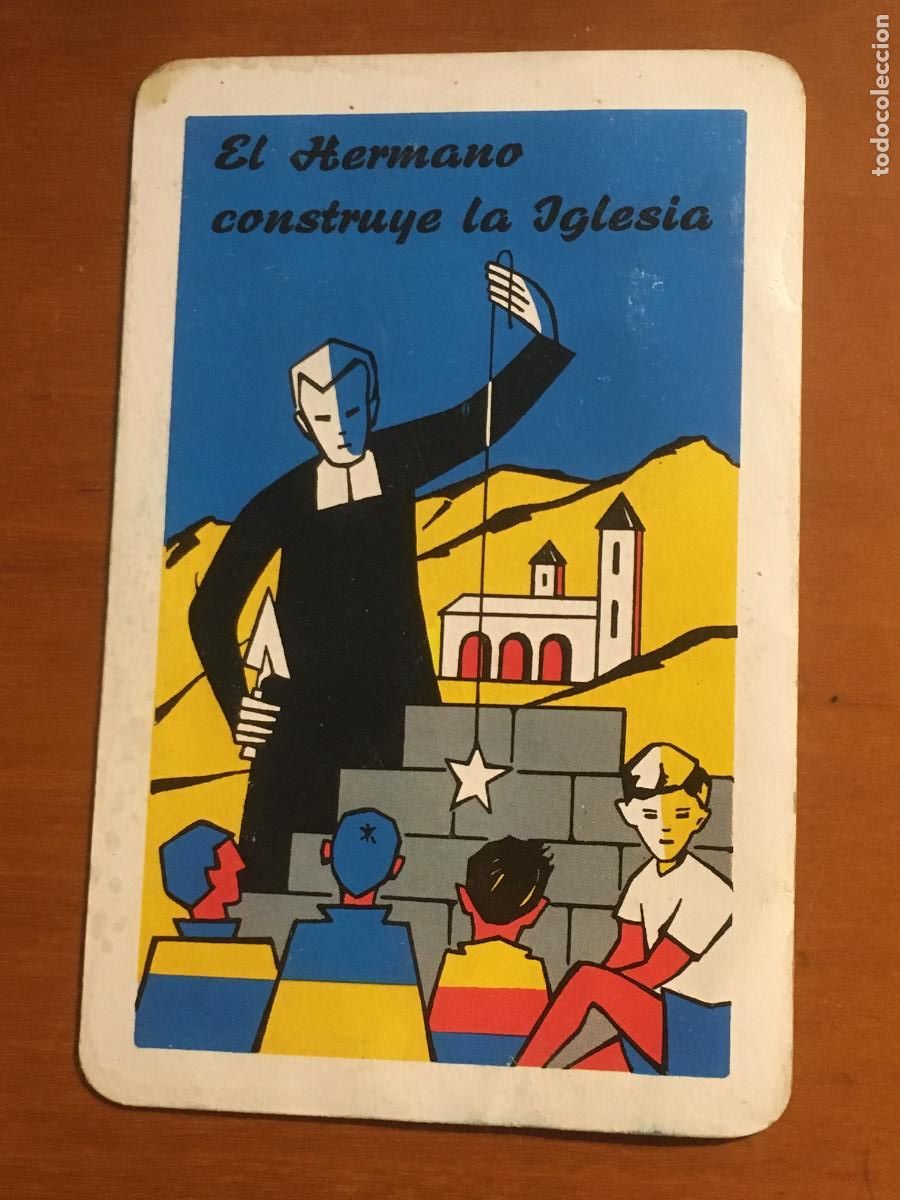 El Hermano
construye la Iglesia
todocoleccion